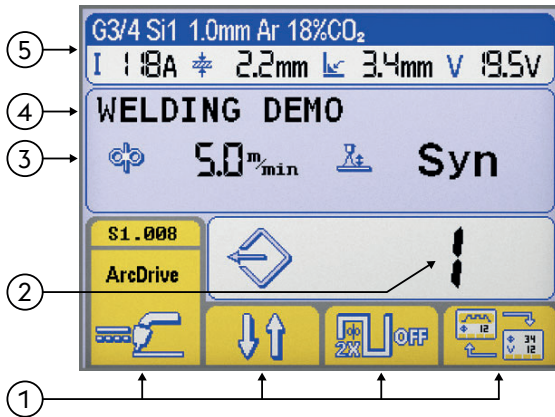 G3/4 Si1 1.0mm Ar 18%CO₂
I 118A 2.2mm 3.4mm V 19.5V
WELDING DEMO
5.0 m/min Syn
S1.008
ArcDrive
1
2X OFF
12
34
V 12
5
4
3
2
1